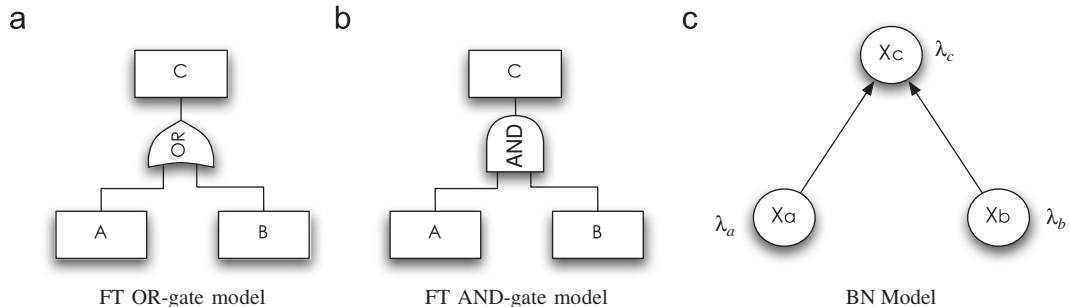 a
C
OR
A
B
FT OR-gate model
b
C
AND
A
B
FT AND-gate model
c
Xc
λc
Xa
λa
Xb
λb
BN Model